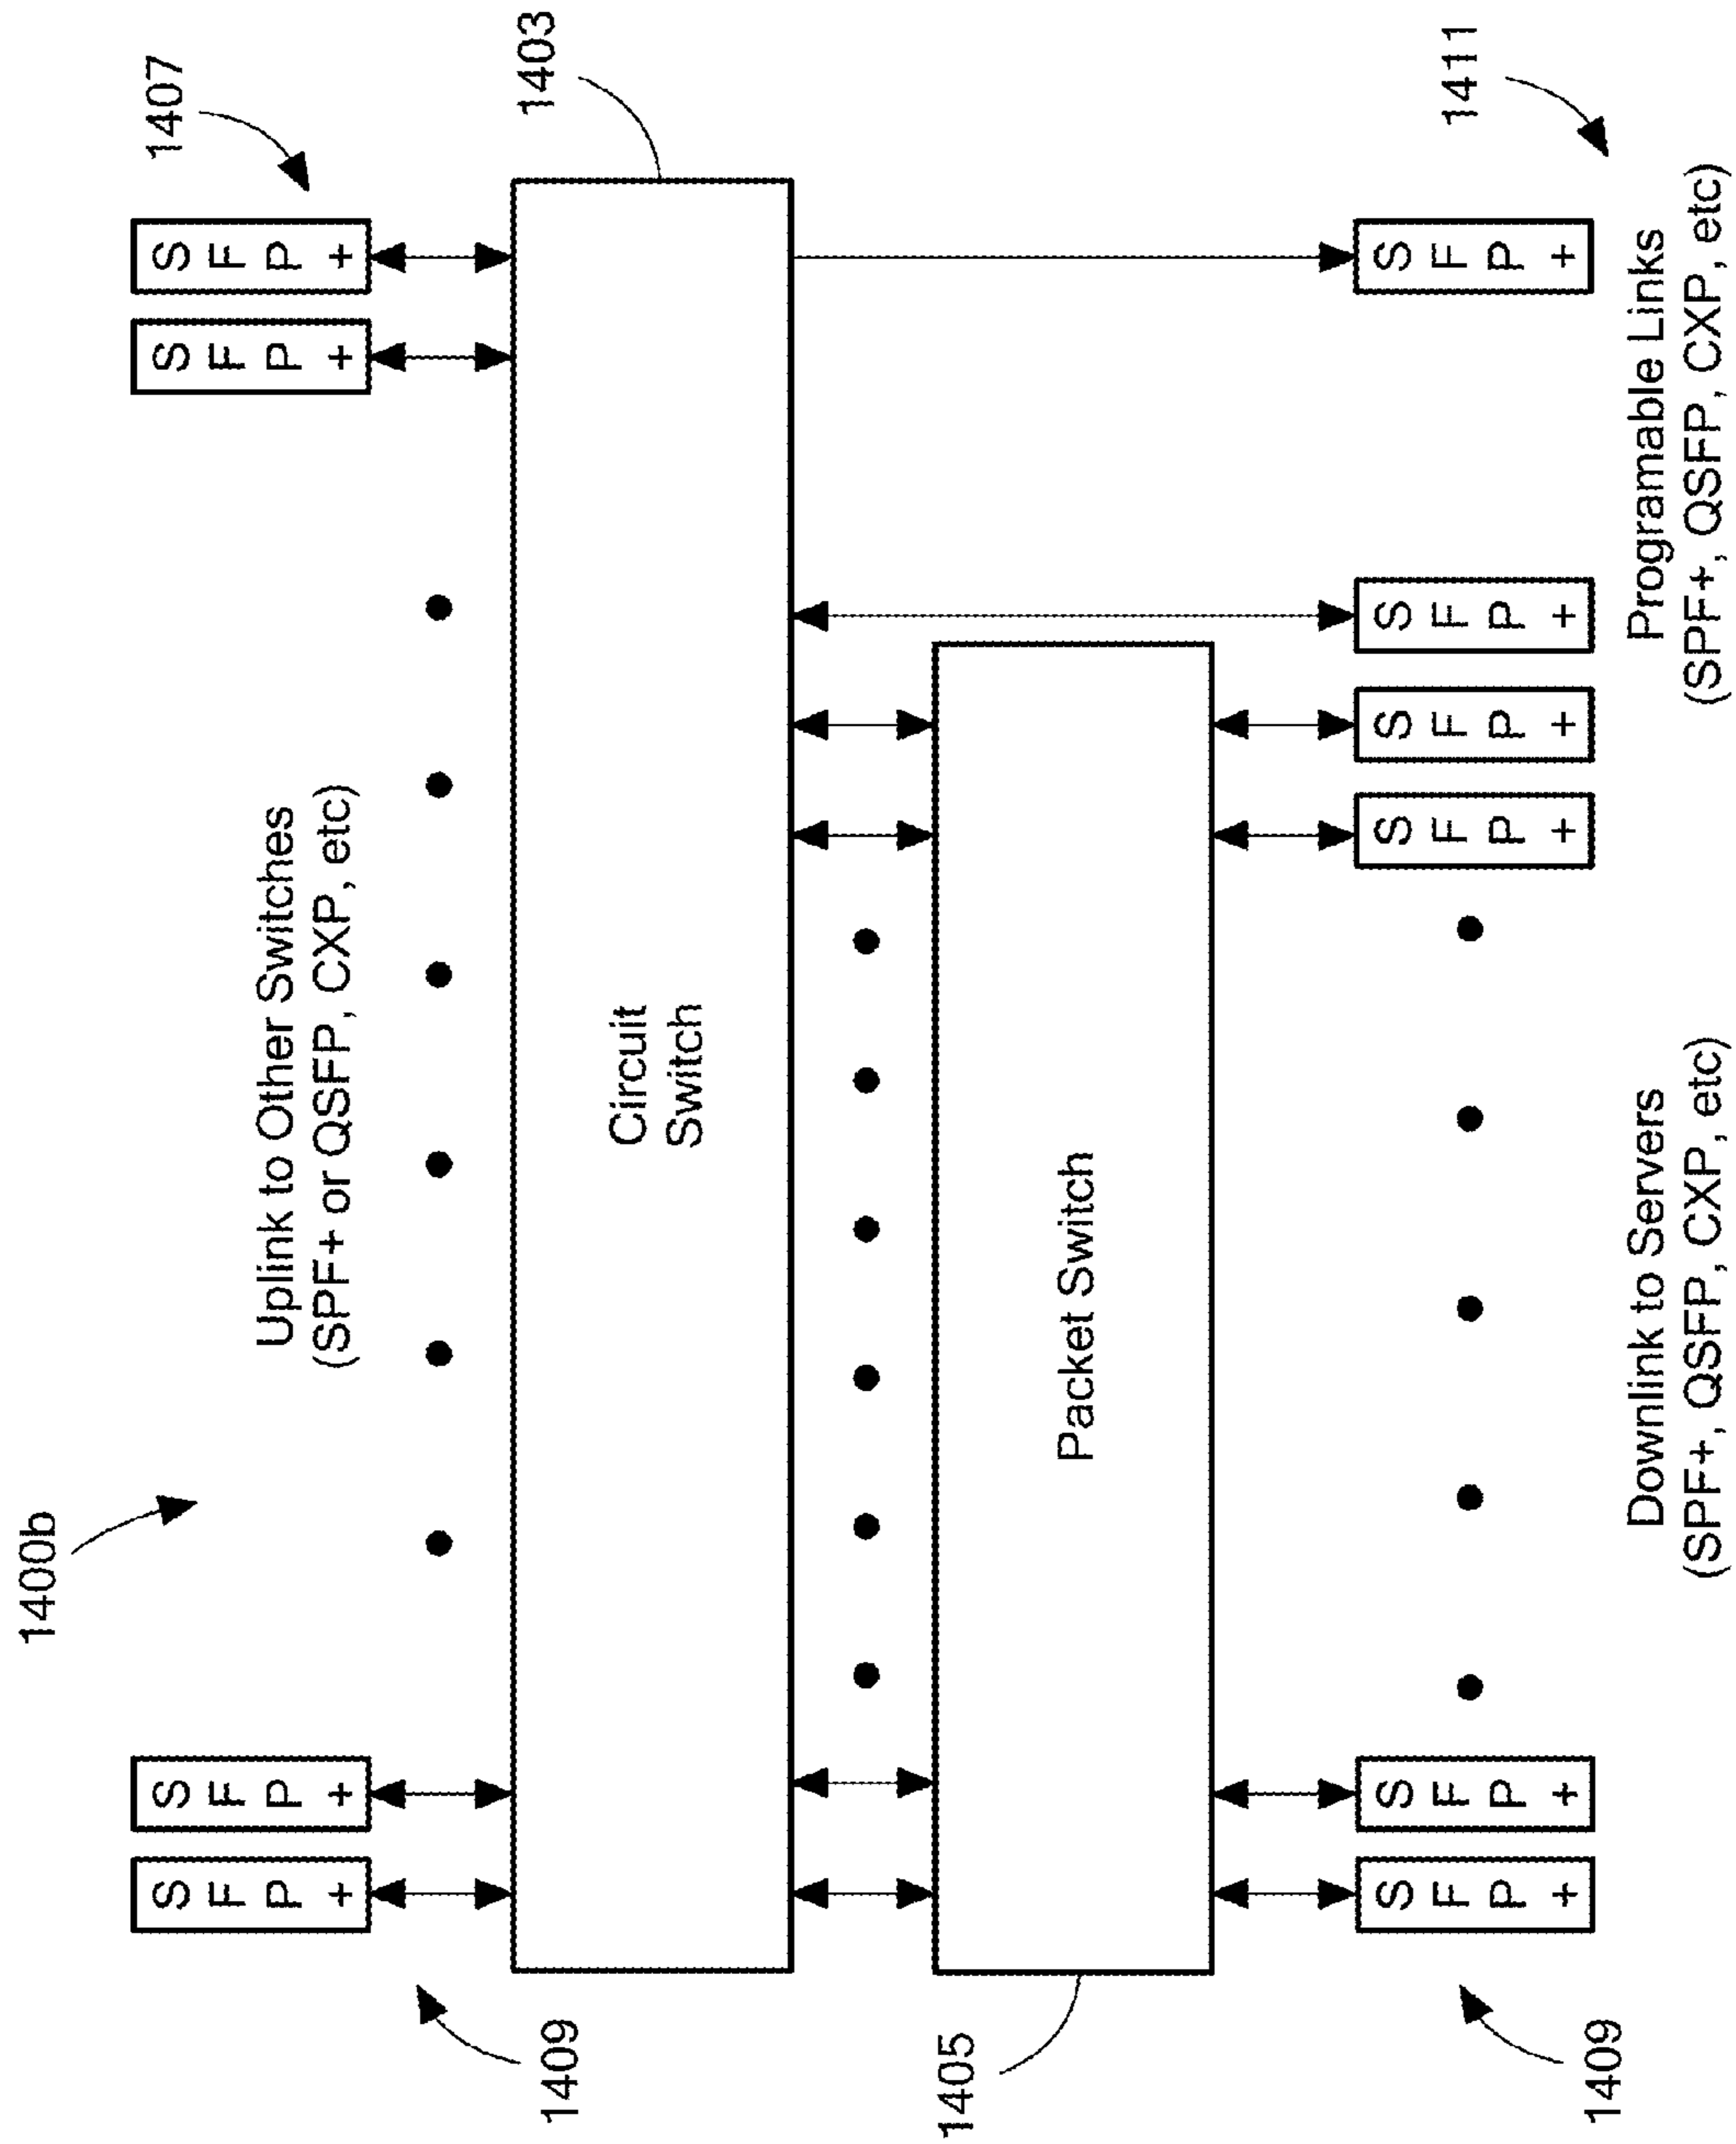 1400b
1407
S F P +
S F P +
S F P +
S F P +
Uplink to Other Switches
(SPF+ or QSFP, CXP, etc)
1409
1403
Circuit
Switch
1405
Packet Switch
S F P +
S F P +
S F P +
S F P +
S F P +
S F P +
1409
1411
Downlink to Servers
(SPF+, QSFP, CXP, etc)
Programable Links
(SPF+, QSFP, CXP, etc)